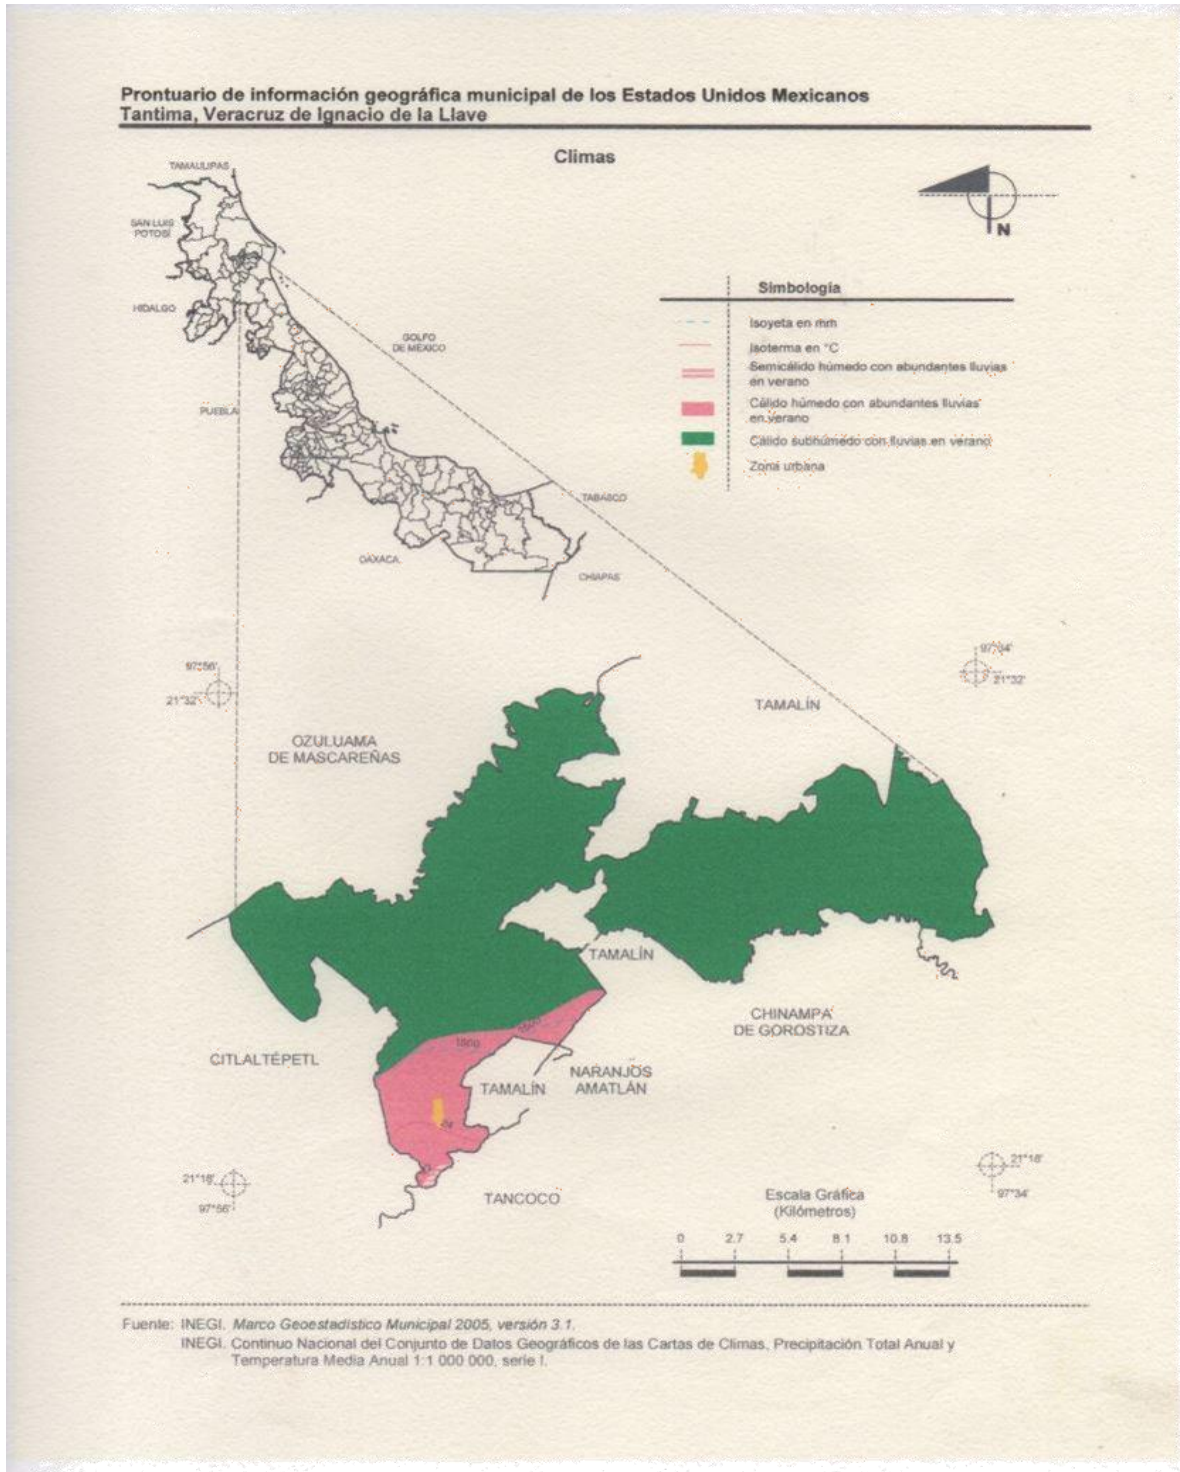 Prontuario de información geográfica municipal de los Estados Unidos Mexicanos
Tantima, Veracruz de Ignacio de la Llave
Climas
TAMAULIPAS
SAN LUIS
POTOSÍ
HIDALGO
GOLFO
DE MÉXICO
PUEBLA
TABASCO
OAXACA
CHIAPAS
N
Simbología
Isoyeta en mm
Isoterma en °C
Semicálido húmedo con abundantes lluvias
en verano
Cálido húmedo con abundantes lluvias
en verano
Cálido subhúmedo con lluvias en verano
Zona urbana
97°56'
21°32'
97°34'
21°32'
TAMALÍN
OZULUAMA
DE MASCAREÑAS
TAMALÍN
CHINAMPA
DE GOROSTIZA
CITLALTÉPETL
1500
NARANJOS
AMATLÁN
TAMALÍN
24
TANCOCO
21°18'
97°56'
21°18'
97°34'
Escala Gráfica
(Kilómetros)
0 2.7 5.4 8.1 10.8 13.5
Fuente: INEGI. Marco Geoestadístico Municipal 2005, versión 3.1.
INEGI. Continuo Nacional del Conjunto de Datos Geográficos de las Cartas de Climas, Precipitación Total Anual y
Temperatura Media Anual 1:1 000 000, serie I.